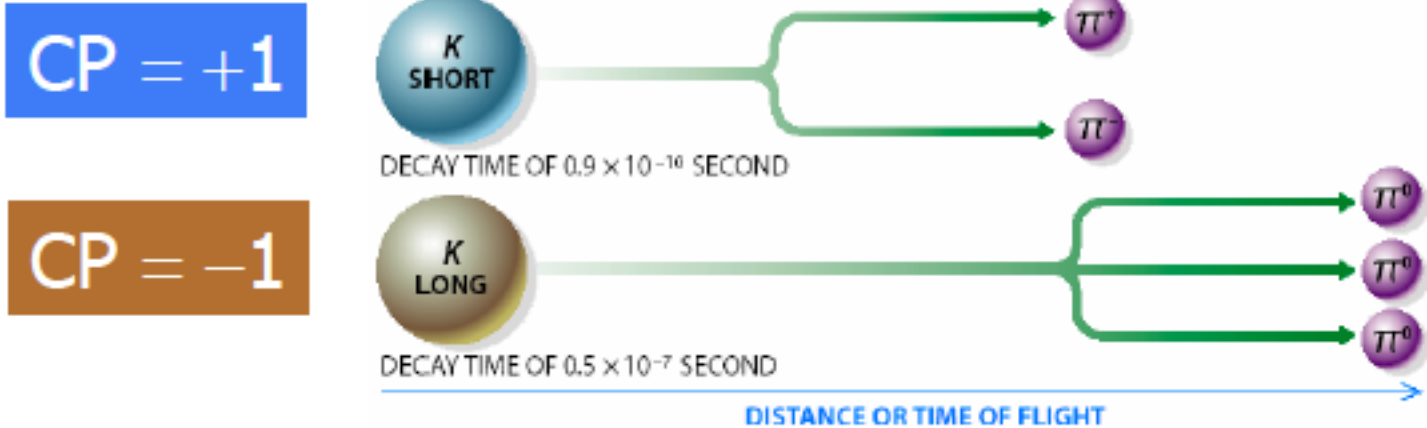 CP = +1
K
SHORT
π⁺
π⁻
DECAY TIME OF 0.9 × 10⁻¹⁰ SECOND
CP = −1
K
LONG
π⁰
π⁰
π⁰
DECAY TIME OF 0.5 × 10⁻⁷ SECOND
DISTANCE OR TIME OF FLIGHT